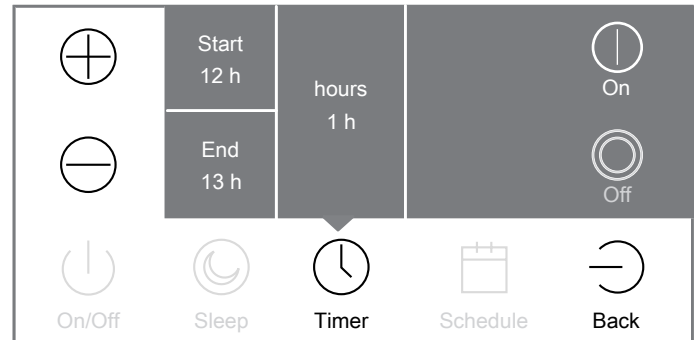 Start
12 h
End
13 h
hours
1 h
On
Off
On/Off
Sleep
Timer
Schedule
Back